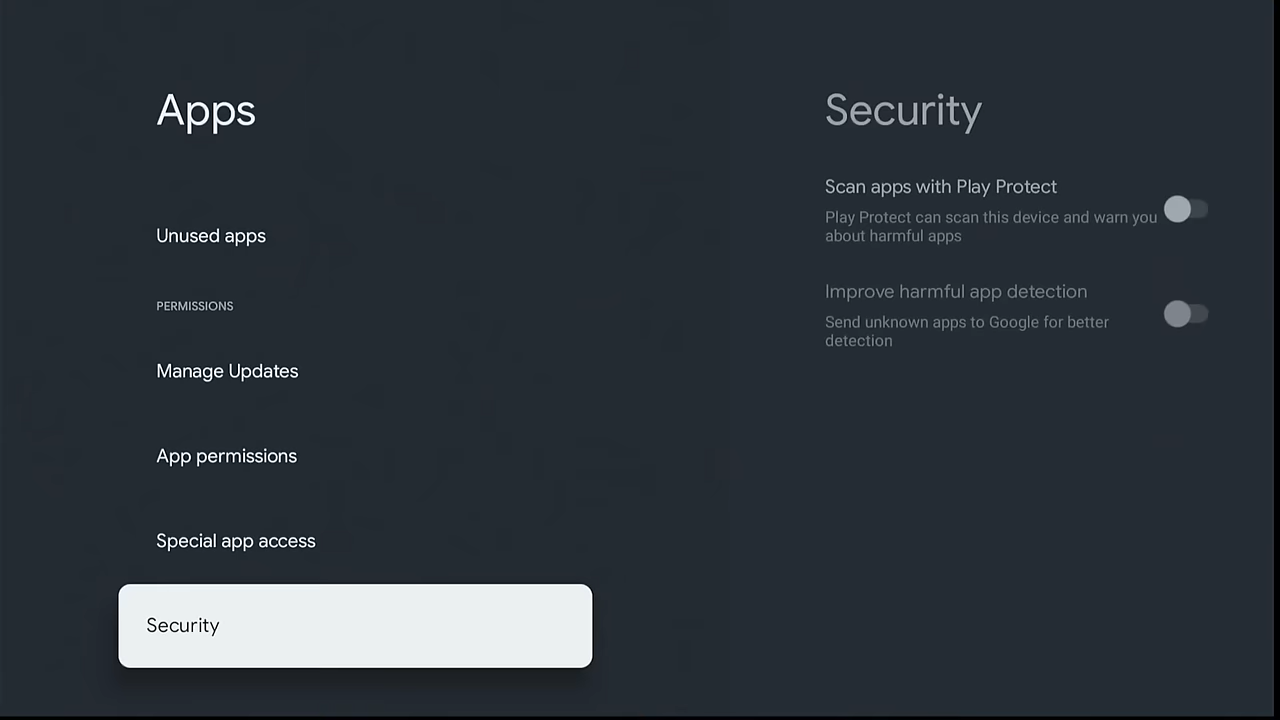 Apps
Unused apps
PERMISSIONS
Manage Updates
App permissions
Special app access
Security
Security
Scan apps with Play Protect
Play Protect can scan this device and warn you
about harmful apps
Improve harmful app detection
Send unknown apps to Google for better
detection